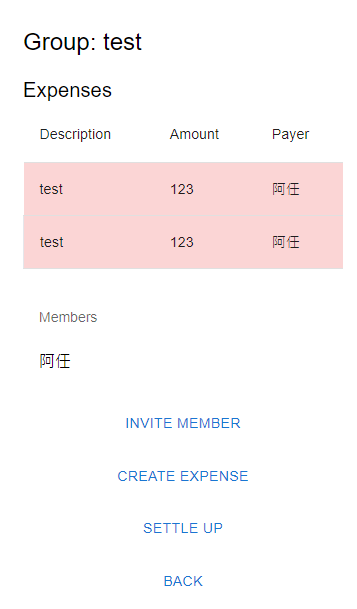 Group: test
Expenses
Description Amount Payer
test 123 阿任
test 123 阿任
Members
阿任
INVITE MEMBER
CREATE EXPENSE
SETTLE UP
BACK